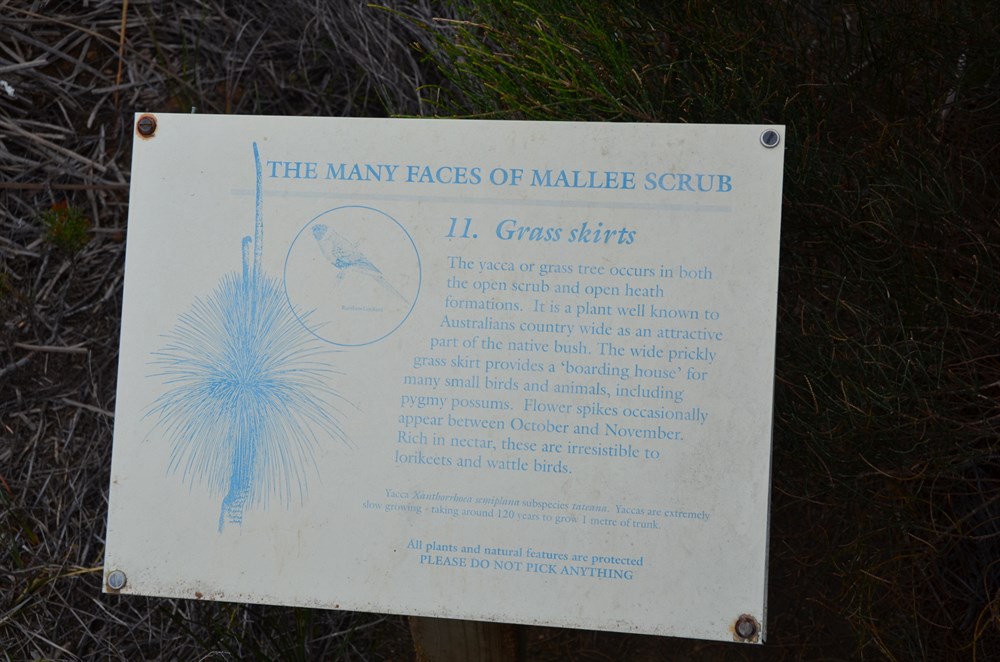 THE MANY FACES OF MALLEE SCRUB
11. Grass skirts
The yacca or grass tree occurs in both
the open scrub and open heath
formations. It is a plant well known to
Australians country wide as an attractive
part of the native bush. The wide prickly
grass skirt provides a ‘boarding house’ for
many small birds and animals, including
pygmy possums. Flower spikes occasionally
appear between October and November.
Rich in nectar, these are irresistible to
lorikeets and wattle birds.
Yacca Xanthorrhoea semiplana subspecies tateana. Yaccas are extremely
slow growing - taking around 120 years to grow 1 metre of trunk.
All plants and natural features are protected
PLEASE DO NOT PICK ANYTHING